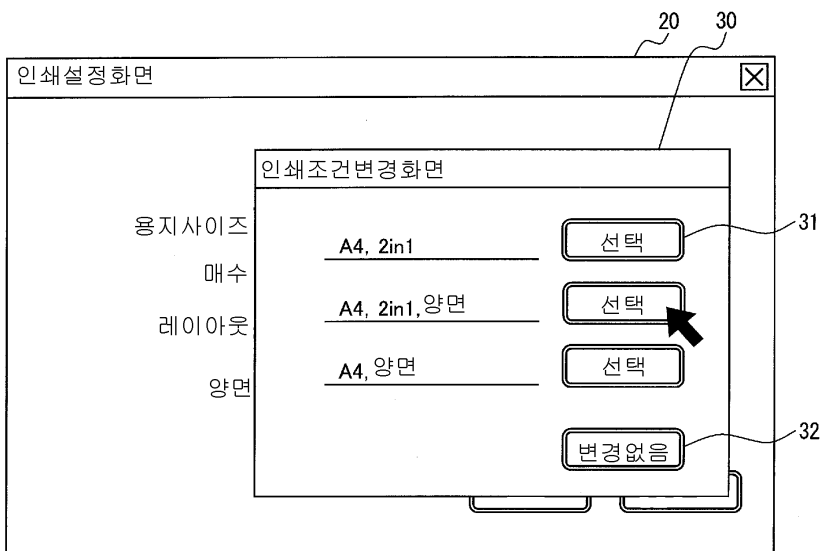 20 30
인쇄설정화면
인쇄조건변경화면
용지사이즈
A4, 2in1 선택 31
매수
A4, 2in1,양면 선택
레이아웃
A4,양면 선택
양면
변경없음 32